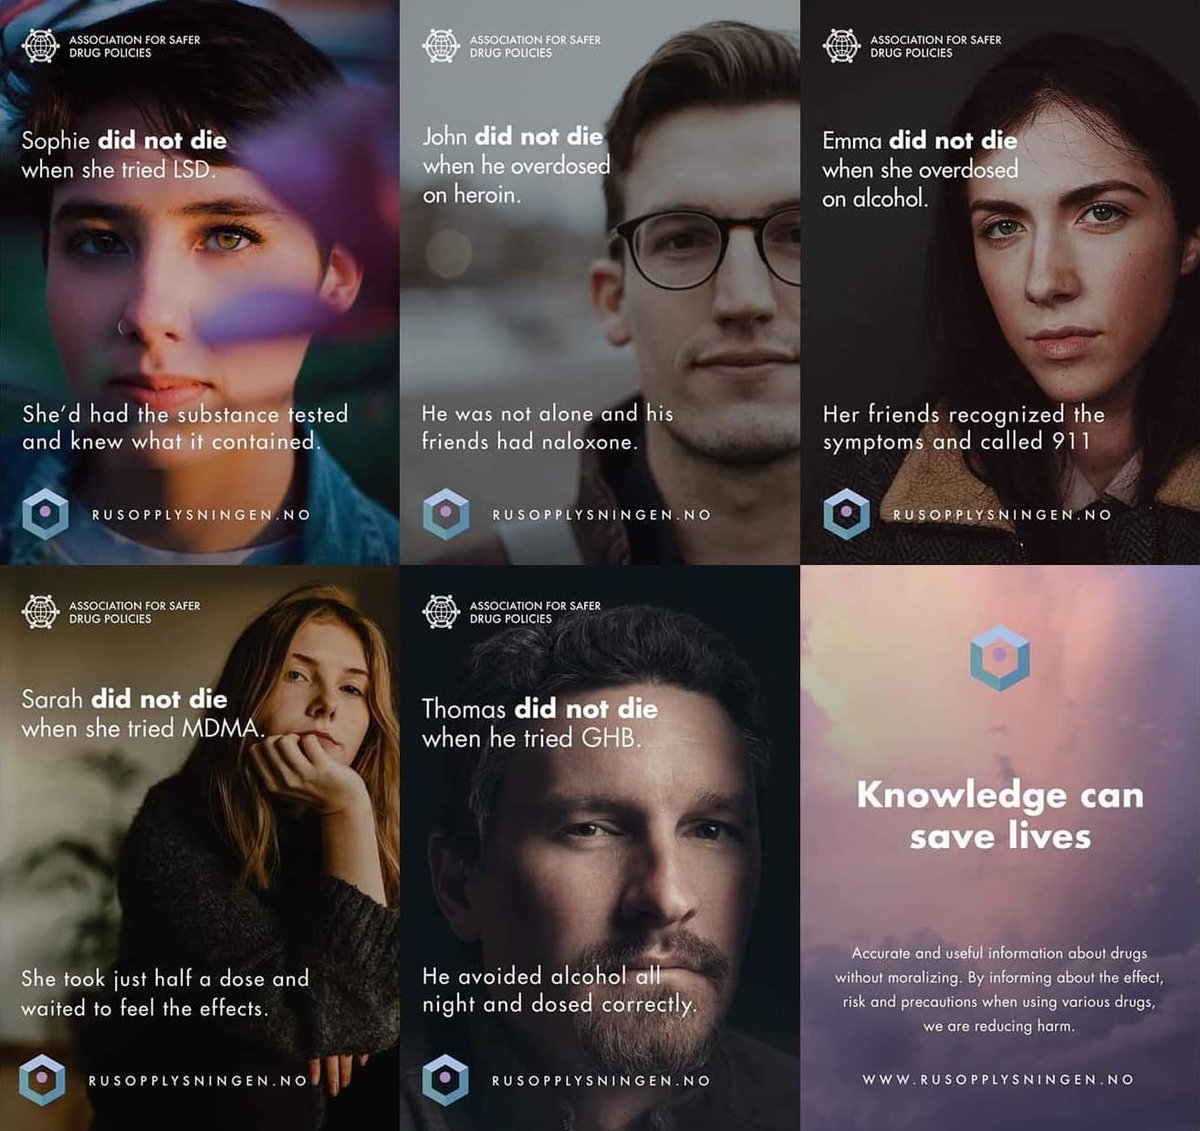 ASSOCIATION FOR SAFER
DRUG POLICIES
Sophie did not die
when she tried LSD.
She'd had the substance tested
and knew what it contained.
RUSOPPLYSNINGEN.NO
ASSOCIATION FOR SAFER
DRUG POLICIES
John did not die
when he overdosed
on heroin.
He was not alone and his
friends had naloxone.
RUSOPPLYSNINGEN.NO
ASSOCIATION FOR SAFER
DRUG POLICIES
Emma did not die
when she overdosed
on alcohol.
Her friends recognized the
symptoms and called 911
RUSOPPLYSNINGEN.NO
ASSOCIATION FOR SAFER
DRUG POLICIES
Sarah did not die
when she tried MDMA.
She took just half a dose and
waited to feel the effects.
RUSOPPLYSNINGEN.NO
ASSOCIATION FOR SAFER
DRUG POLICIES
Thomas did not die
when he tried GHB.
He avoided alcohol all
night and dosed correctly.
RUSOPPLYSNINGEN.NO
Knowledge can
save lives
Accurate and useful information about drugs
without moralizing. By informing about the effect,
risk and precautions when using various drugs,
we are reducing harm.
WWW.RUSOPPLYSNINGEN.NO